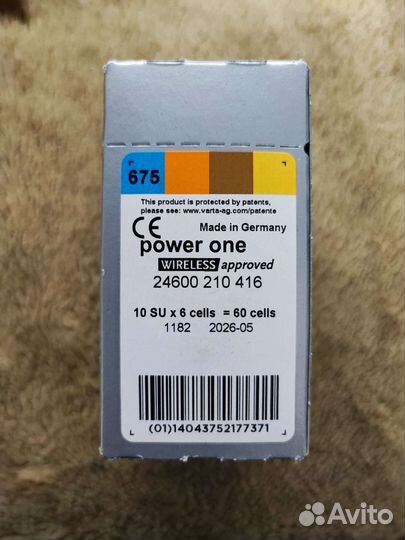 675
This product is protected by patents,
please see: www.varta-ag.com/patente
CE Made in Germany
power one
WIRELESS approved
24600 210 416
10 SU x 6 cells = 60 cells
1182 2026-05
(01)14043752177371
Avito